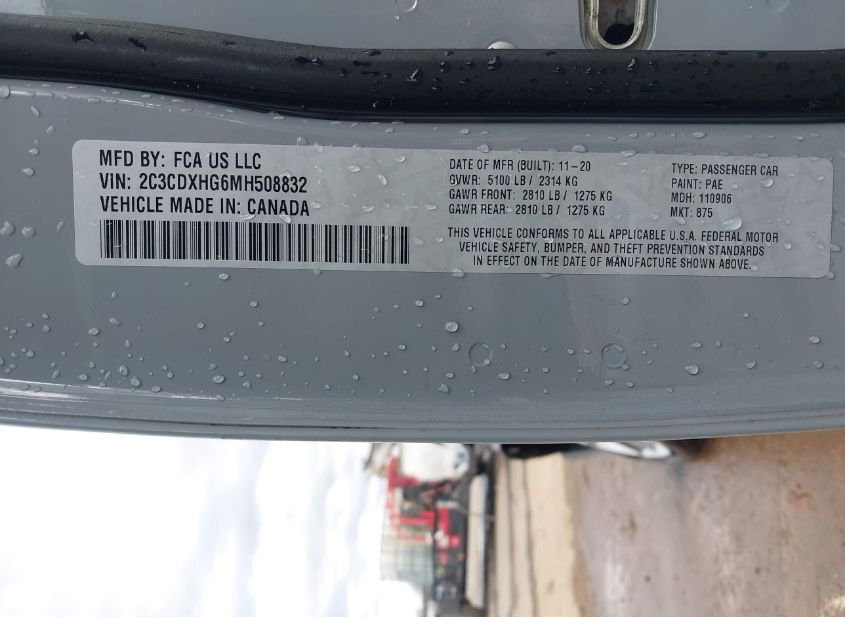 MFD BY: FCA US LLC
VIN: 2C3CDXHG6MH508832
VEHICLE MADE IN: CANADA
DATE OF MFR (BUILT): 11-20
GVWR: 5100 LB / 2314 KG
GAWR FRONT: 2810 LB / 1275 KG
GAWR REAR: 2810 LB / 1275 KG
TYPE: PASSENGER CAR
PAINT: PAE
MDH: 110906
MKT: 875
THIS VEHICLE CONFORMS TO ALL APPLICABLE U.S.A. FEDERAL MOTOR
VEHICLE SAFETY, BUMPER, AND THEFT PREVENTION STANDARDS
IN EFFECT ON THE DATE OF MANUFACTURE SHOWN ABOVE.